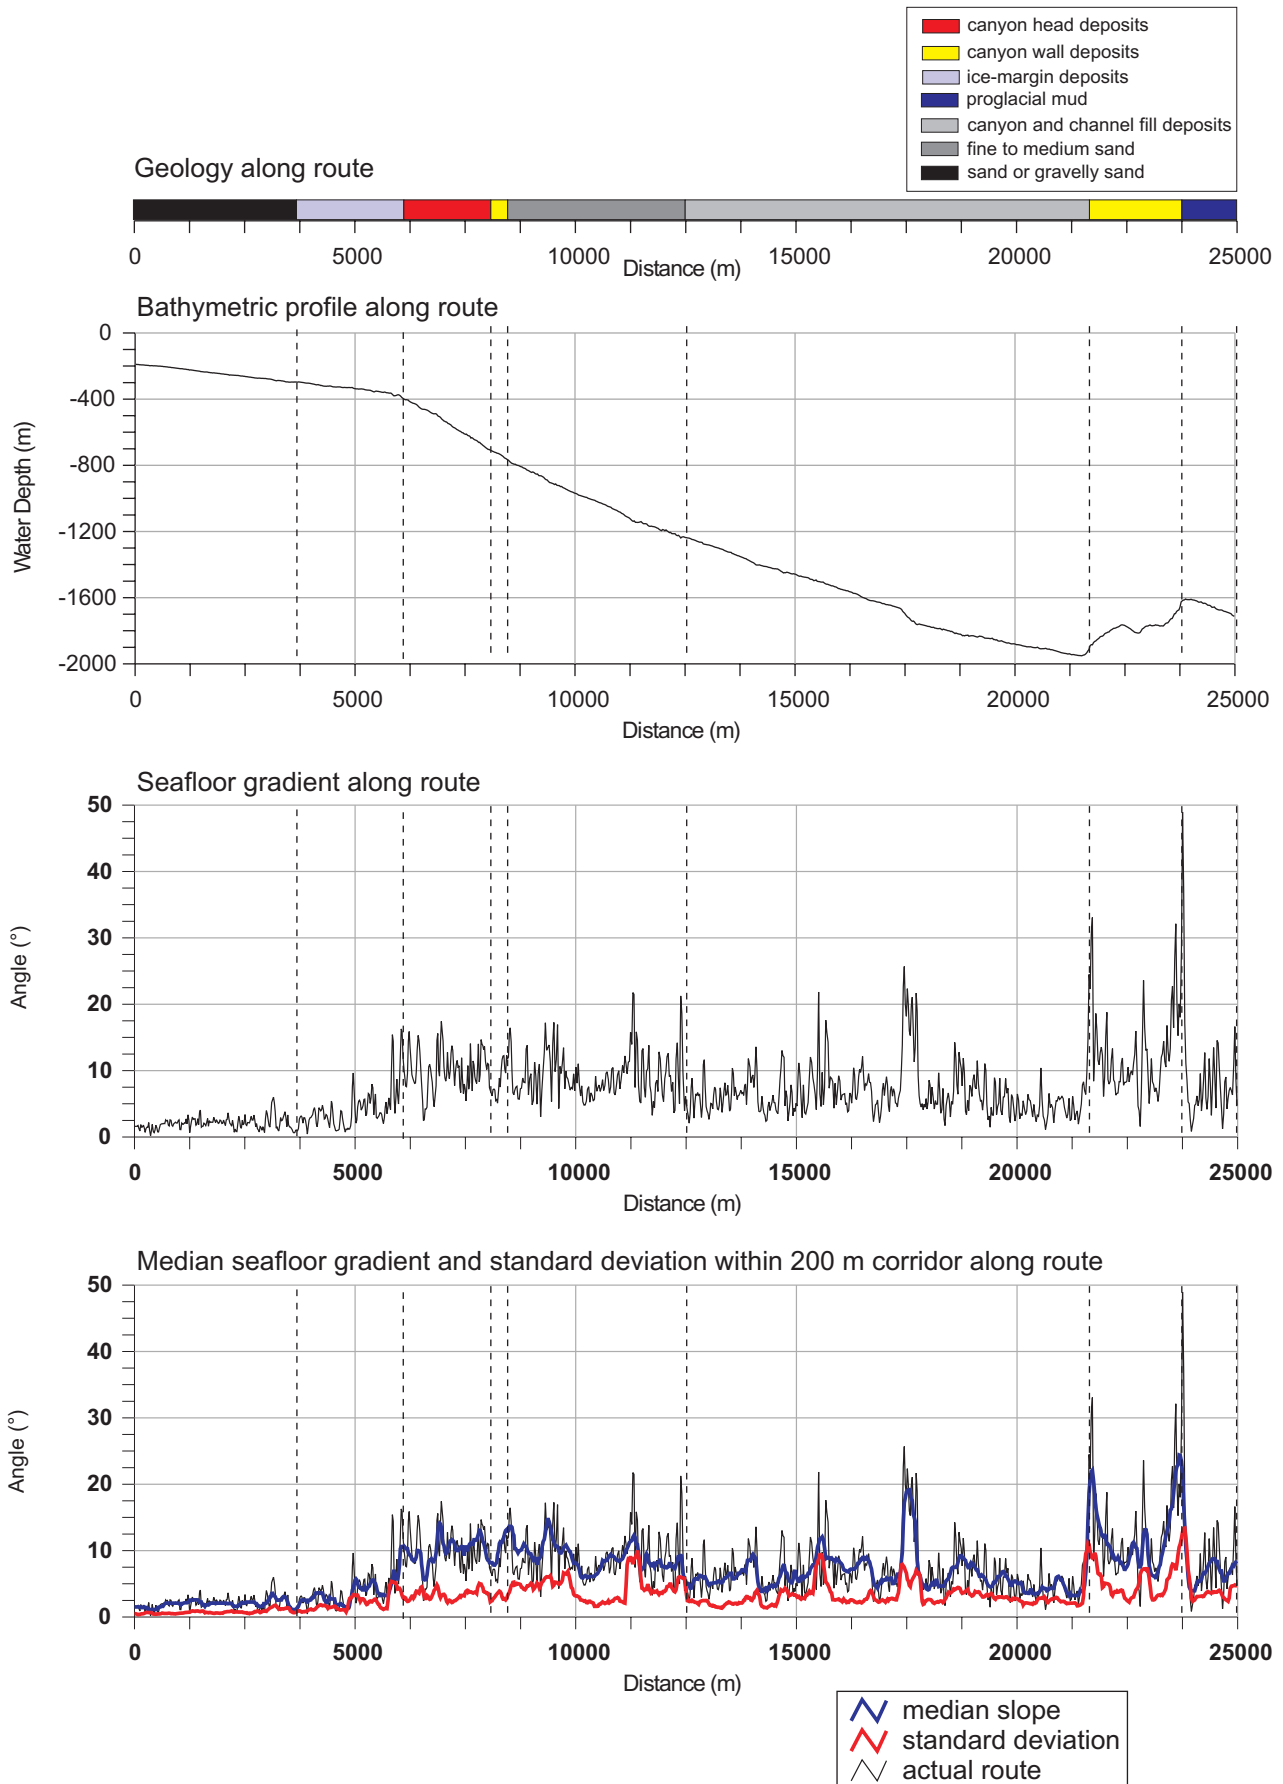 canyon head deposits
canyon wall deposits
ice-margin deposits
proglacial mud
canyon and channel fill deposits
fine to medium sand
sand or gravelly sand
Geology along route
0 5000 10000 15000 20000 25000
Distance (m)
Bathymetric profile along route
0
-400
-800
-1200
-1600
-2000
Water Depth (m)
0 5000 10000 15000 20000 25000
Distance (m)
Seafloor gradient along route
50
40
30
20
10
0
Angle (°)
0 5000 10000 15000 20000 25000
Distance (m)
Median seafloor gradient and standard deviation within 200 m corridor along route
50
40
30
20
10
0
Angle (°)
0 5000 10000 15000 20000 25000
Distance (m)
median slope
standard deviation
actual route